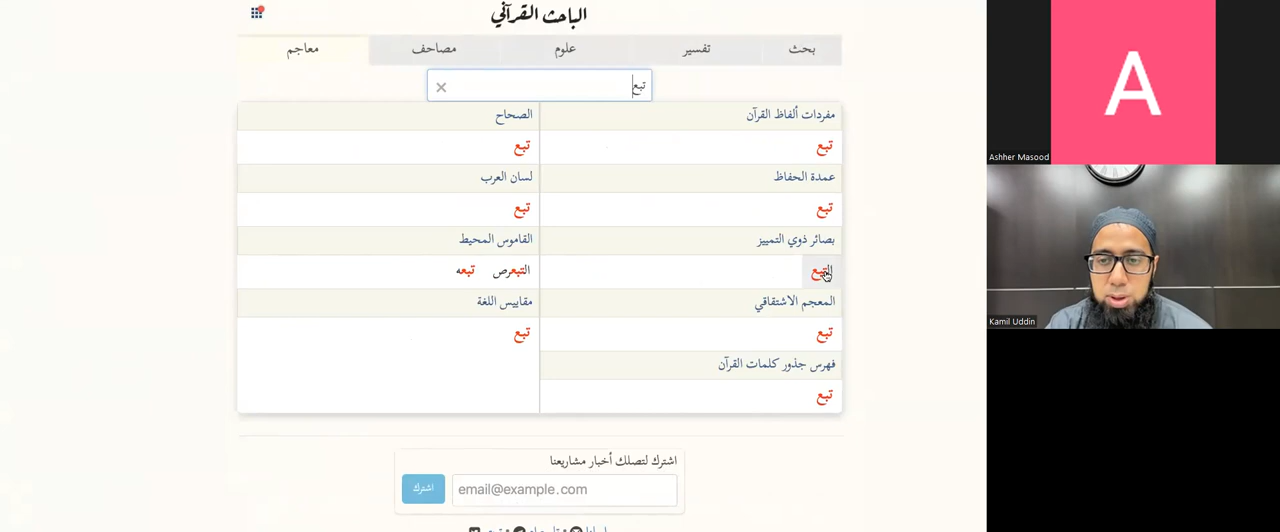 الباحث القرآني
بحث تفسير علوم مصاحف معاجم
تبع
مفردات ألفاظ القرآن
تبع
عمدة الحفاظ
تبع
بصائر ذوي التمييز
التبع
المعجم الاشتقاقي
تبع
فهرس جذور كلمات القرآن
تبع
الصحاح
تبع
لسان العرب
تبع
القاموس المحيط
التبعرص تبعه
مقاييس اللغة
تبع
اشترك لتصلك أخبار مشاريعنا
email@example.com اشترك
A
Ashher Masood
Kamil Uddin